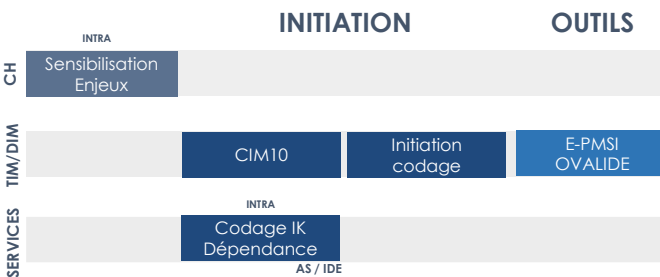 INITIATION
OUTILS
INTRA
CH
Sensibilisation
Enjeux
TIM/DIM
CIM10
Initiation
codage
E-PMSI
OVALIDE
SERVICES
INTRA
Codage IK
Dépendance
AS / IDE